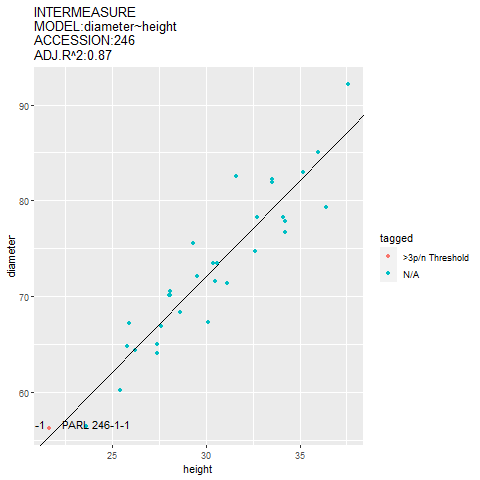 INTERMEASURE
MODEL:diameter~height
ACCESSION:246
ADJ.R^2:0.87
90
80
70
60
-1 PARL 246-1-1
25 30 35
height
diameter
tagged
>3p/n Threshold
N/A